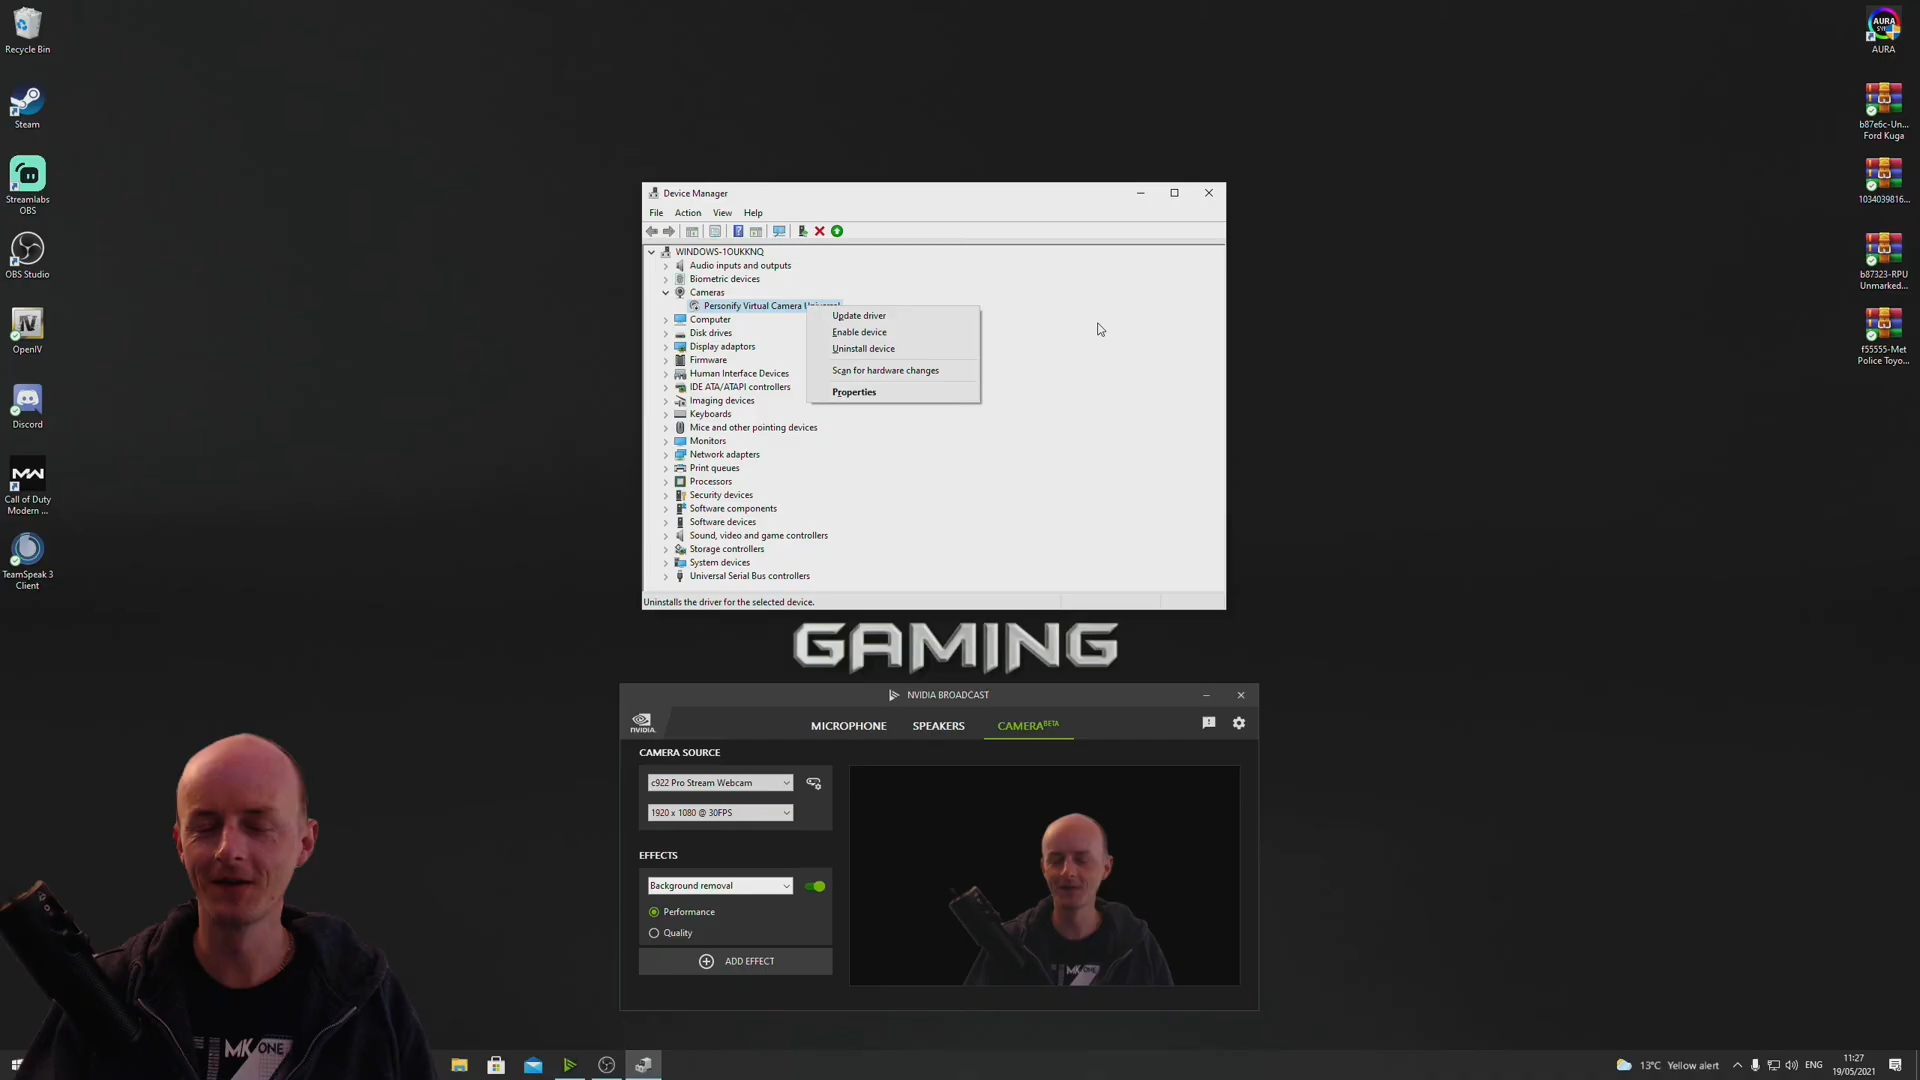 Recycle Bin
Steam
Streamlabs
OBS
OBS Studio
OpenIV
Discord
Call of Duty
Modern ...
TeamSpeak 3
Client
AURA
AURA
b87e6c-Un...
Ford Kuga
1034039816...
b87323-RPU
Unmarked...
f55555-Met
Police Toyo...
Device Manager
File Action View Help
WINDOWS-1OUKKNQ
Audio inputs and outputs
Biometric devices
Cameras
Personify Virtual Camera Universal
Computer
Disk drives
Display adaptors
Firmware
Human Interface Devices
IDE ATA/ATAPI controllers
Imaging devices
Keyboards
Mice and other pointing devices
Monitors
Network adapters
Print queues
Processors
Security devices
Software components
Software devices
Sound, video and game controllers
Storage controllers
System devices
Universal Serial Bus controllers
Update driver
Enable device
Uninstall device
Scan for hardware changes
Properties
Uninstalls the driver for the selected device.
GAMING
NVIDIA BROADCAST
NVIDIA.
MICROPHONE SPEAKERS CAMERA BETA
CAMERA SOURCE
c922 Pro Stream Webcam
1920 x 1080 @ 30FPS
EFFECTS
Background removal
Performance
Quality
ADD EFFECT
MK ONE
MK ONE
13°C Yellow alert
ENG
11:27
19/05/2021